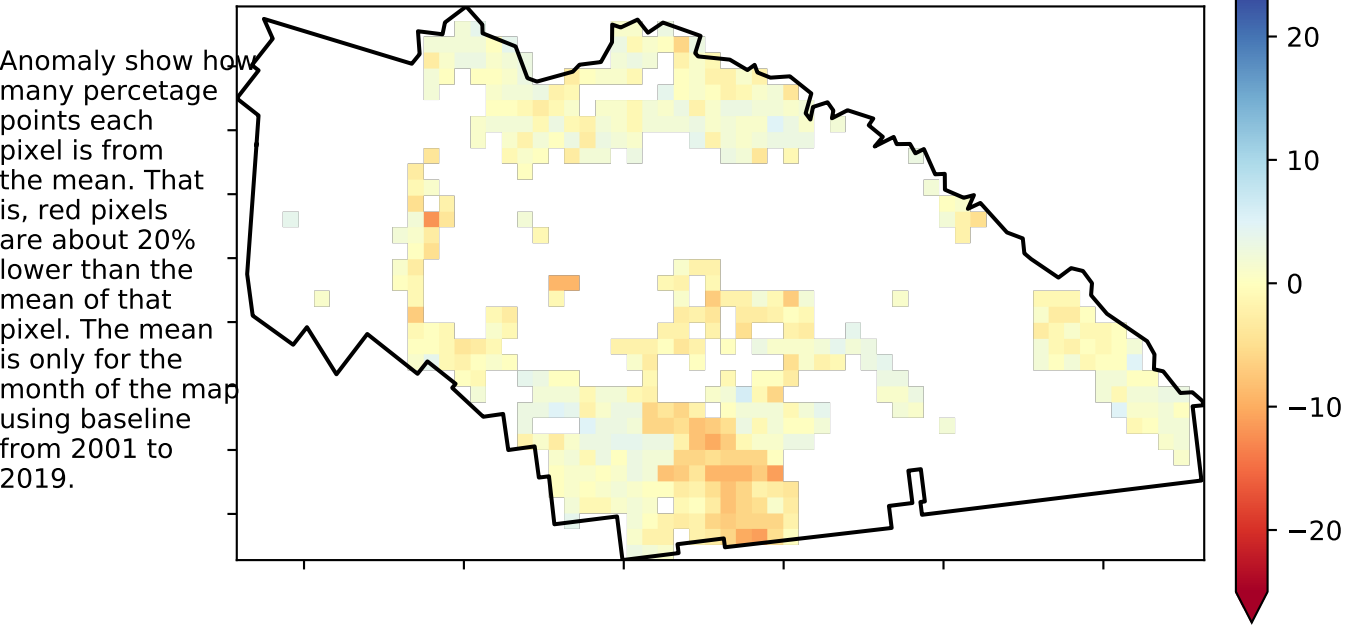 Anomaly show how
many percetage
points each
pixel is from
the mean. That
is, red pixels
are about 20%
lower than the
mean of that
pixel. The mean
is only for the
month of the map
using baseline
from 2001 to
2019.
20
10
0
−10
−20